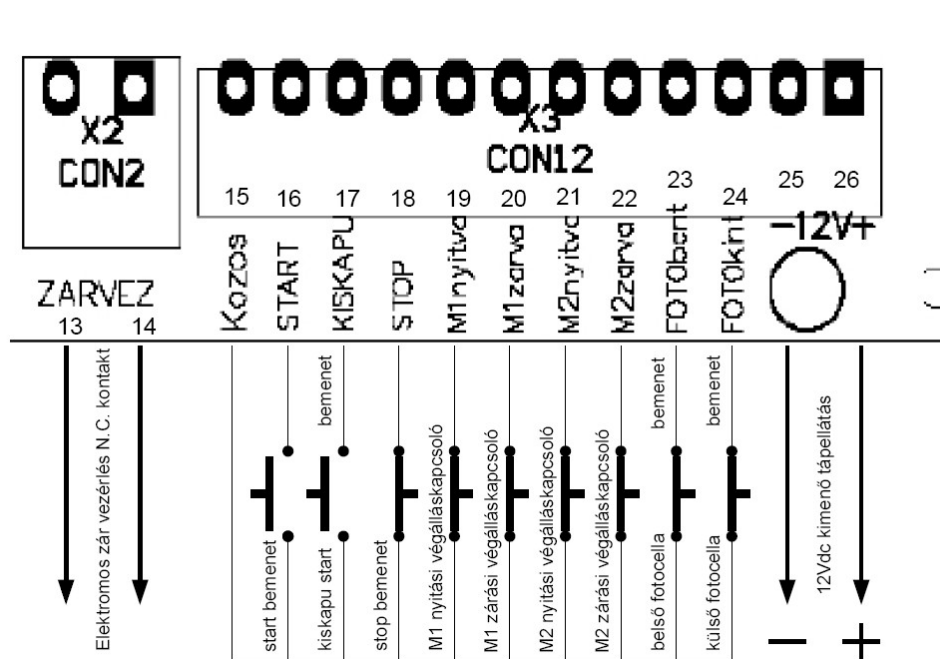 X2
CON2
X3
CON12
15 16 17 18 19 20 21 22 23 24 25 26
-12V+
ZARVEZ
13 14
Kozos
START
KISKAPU
STOP
M1nyitva
M1zarva
M2nyitva
M2zarva
FOTObent
FOTOkint
Elektromos zár vezérlés N.C. kontakt
start bemenet
kiskapu start bemenet
stop bemenet
M1 nyitási végálláskapcsoló
M1 zárási végálláskapcsoló
M2 nyitási végálláskapcsoló
M2 zárási végálláskapcsoló
belső fotocella bemenet
külső fotocella bemenet
12Vdc kimenő tápellátás
- +